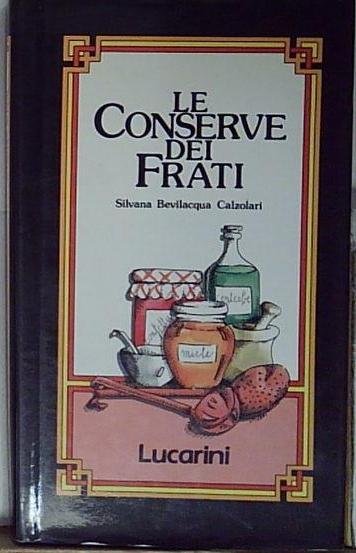 LE
CONSERVE
DEI
FRATI
Silvana Bevilacqua Calzolari
miele
Lucarini